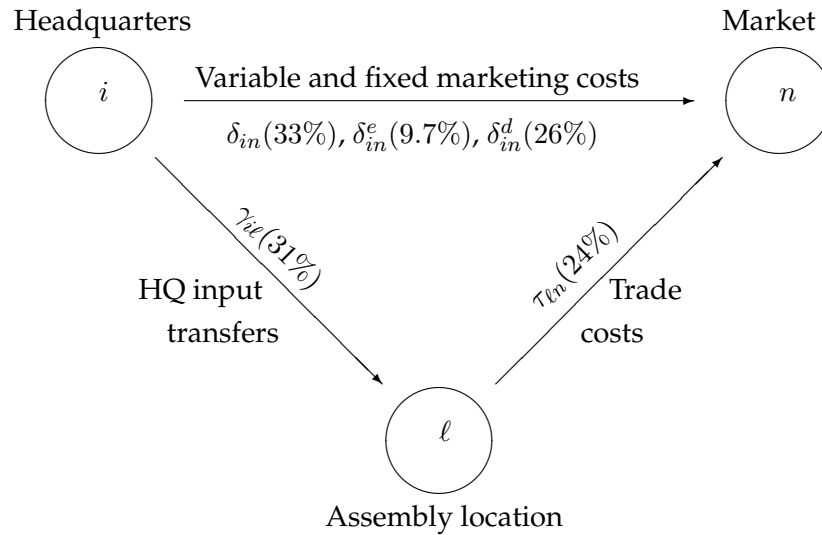 Headquarters
Market
i
n
Variable and fixed marketing costs
δ_in(33%), δ^e_in(9.7%), δ^d_in(26%)
γ_iℓ(31%)
HQ input
transfers
τ_ℓn(24%)
Trade
costs
ℓ
Assembly location